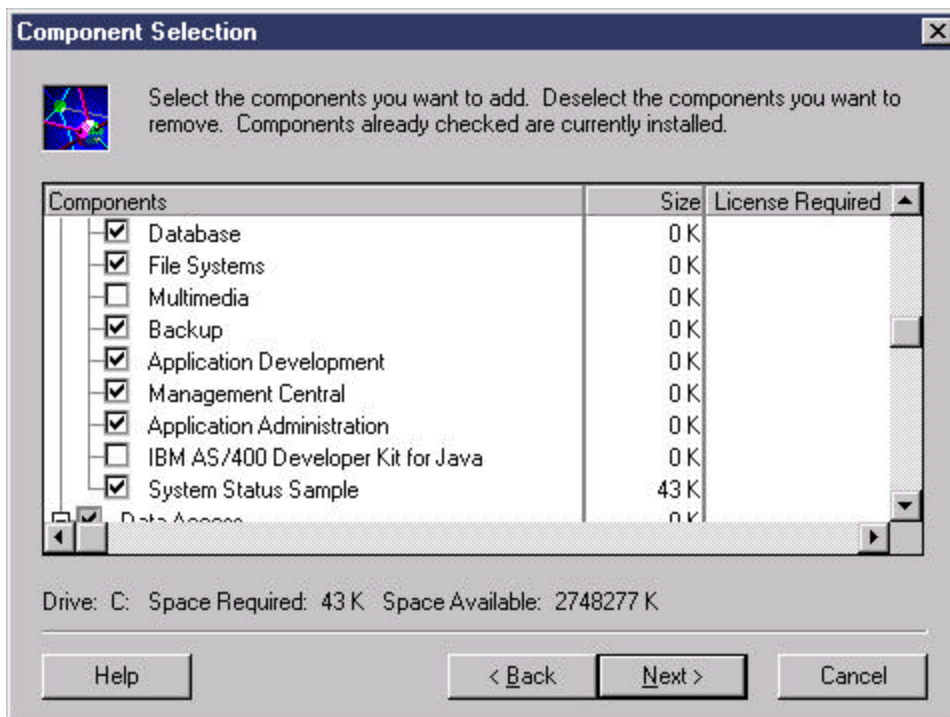 Component Selection
Select the components you want to add. Deselect the components you want to
remove. Components already checked are currently installed.
Components Size License Required
Database 0 K
File Systems 0 K
Multimedia 0 K
Backup 0 K
Application Development 0 K
Management Central 0 K
Application Administration 0 K
IBM AS/400 Developer Kit for Java 0 K
System Status Sample 43 K
Data Access 0 K
Drive: C: Space Required: 43 K Space Available: 2748277 K
Help < Back Next > Cancel